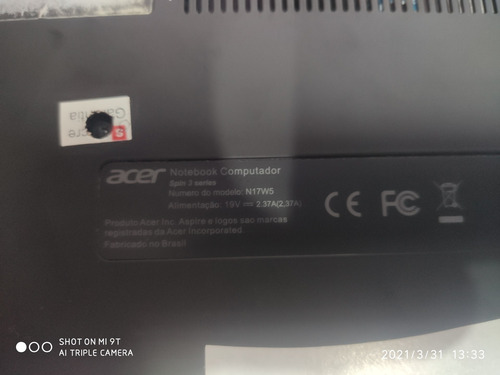 Garantia
acer
Notebook Computador
Spin 3 series
Numero do modelo: N17W5
Alimentação: 19V ⎓ 2.37A(2,37A)
Produto Acer Inc. Aspire e logos sao marcas
registradas da Acer Incorporated.
Fabricado no Brasil
CE FC
SHOT ON MI 9T
AI TRIPLE CAMERA
2021/3/31 13:33